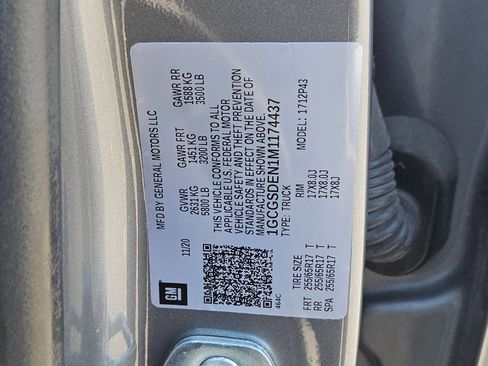 MFD BY GENERAL MOTORS LLC
11/20
GVWR
2631 KG
5800 LB
GAWR FRT
1451 KG
3200 LB
GAWR RR
1588 KG
3500 LB
THIS VEHICLE CONFORMS TO ALL
APPLICABLE U.S. FEDERAL MOTOR
VEHICLE SAFETY AND THEFT PREVENTION
STANDARDS IN EFFECT ON THE DATE OF
MANUFACTURE SHOWN ABOVE.
1GCGSDEN1M1174437
TYPE: TRUCK
MODEL: 1712P43
GM
464C
TIRE SIZE
RIM
FRT 255/65R17 T 17X8.0J
RR 255/65R17 T 17X8.0J
SPA 255/65R17 T 17X8J